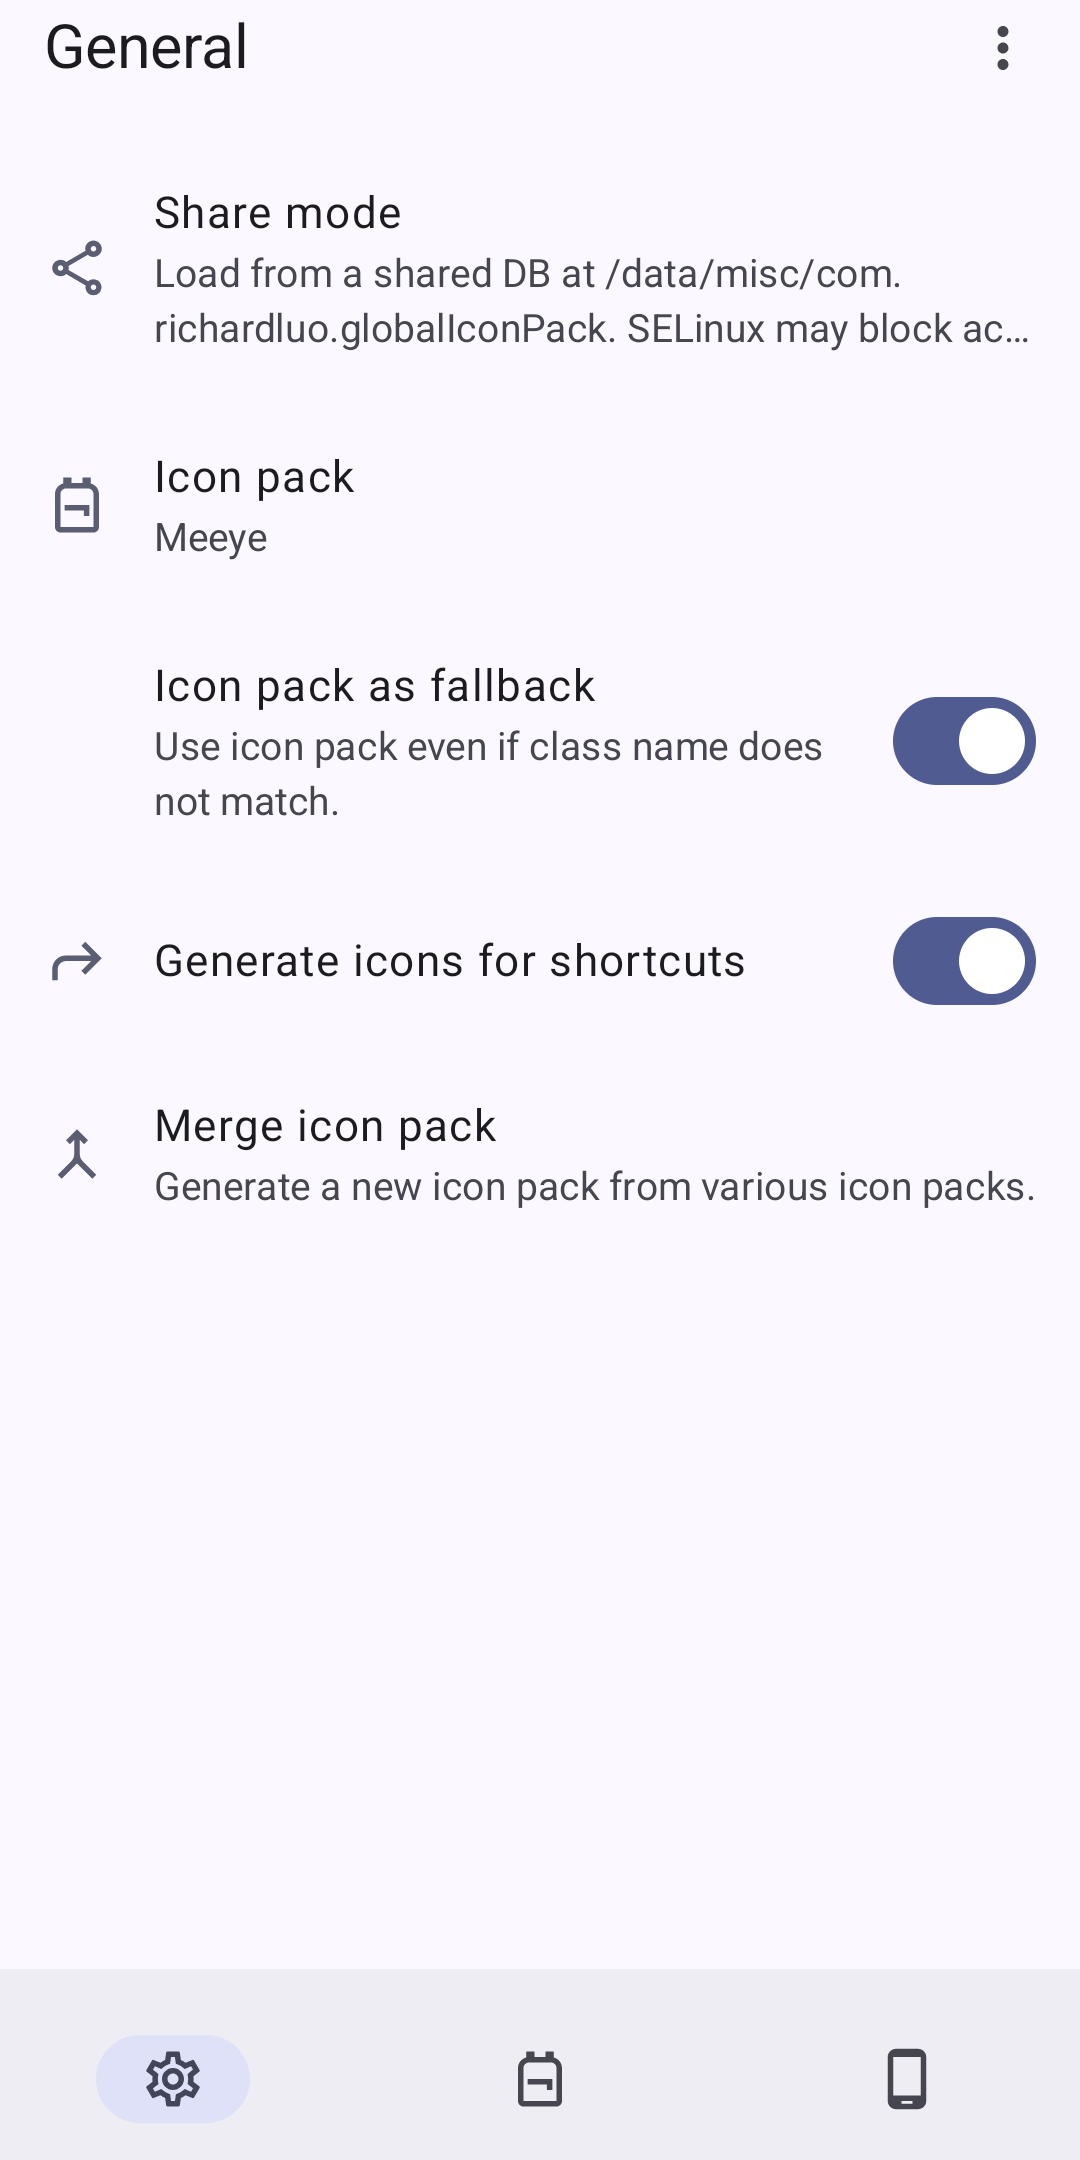 General
Share mode
Load from a shared DB at /data/misc/com.
richardluo.globalIconPack. SELinux may block ac…
Icon pack
Meeye
Icon pack as fallback
Use icon pack even if class name does
not match.
Generate icons for shortcuts
Merge icon pack
Generate a new icon pack from various icon packs.